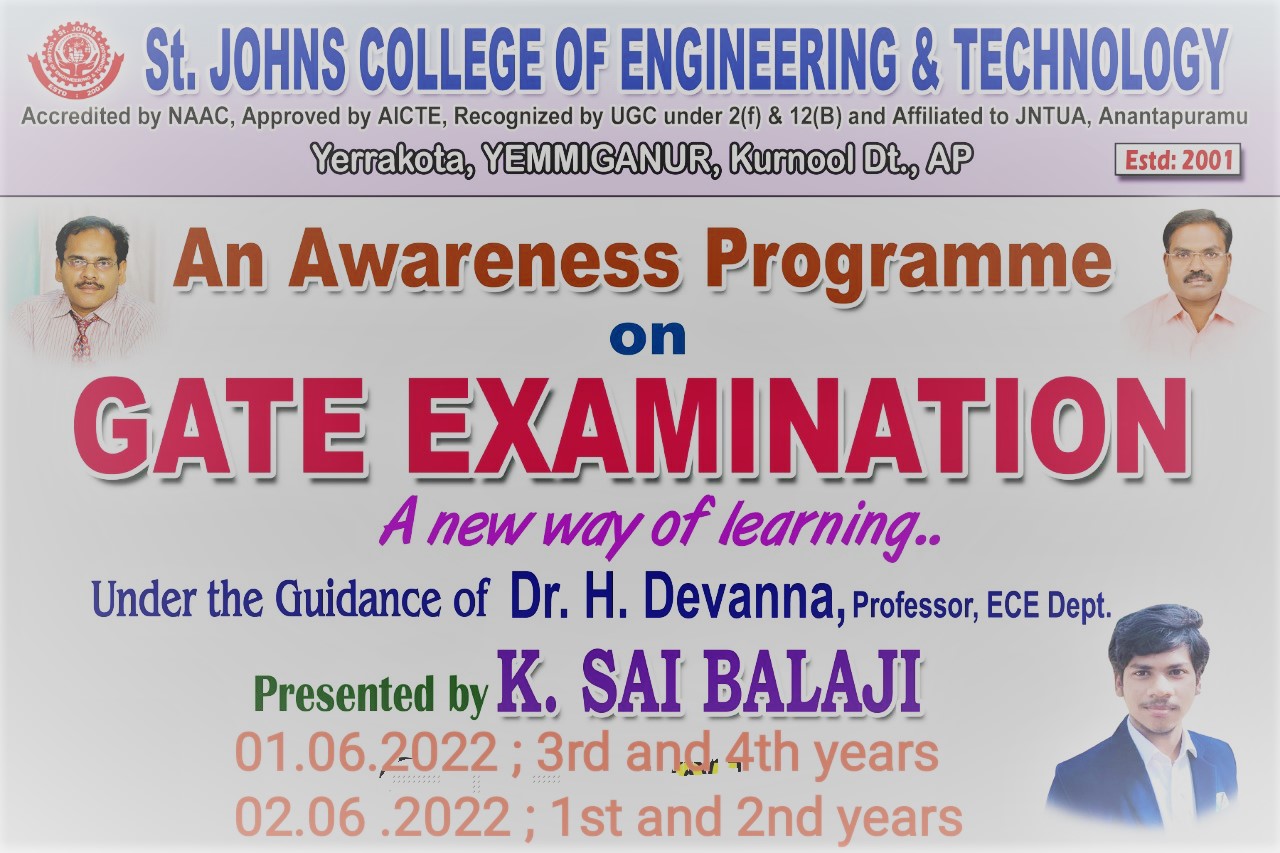 St. JOHNS COLLEGE OF ENGINEERING & TECHNOLOGY
Accredited by NAAC, Approved by AICTE, Recognized by UGC under 2(f) & 12(B) and Affiliated to JNTUA, Anantapuramu
Yerrakota, YEMMIGANUR, Kurnool Dt., AP
Estd: 2001
An Awareness Programme
on
GATE EXAMINATION
A new way of learning..
Under the Guidance of Dr. H. Devanna, Professor, ECE Dept.
Presented by K. SAI BALAJI
01.06.2022 ; 3rd and 4th years
02.06 .2022 ; 1st and 2nd years